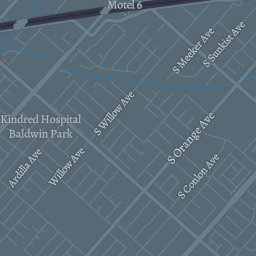 Motel 6
S Meeker Ave
S Sunkist Ave
S Willow Ave
Kindred Hospital
Baldwin Park
S Orange Ave
Ardilla Ave
Willow Ave
S Conlon Ave